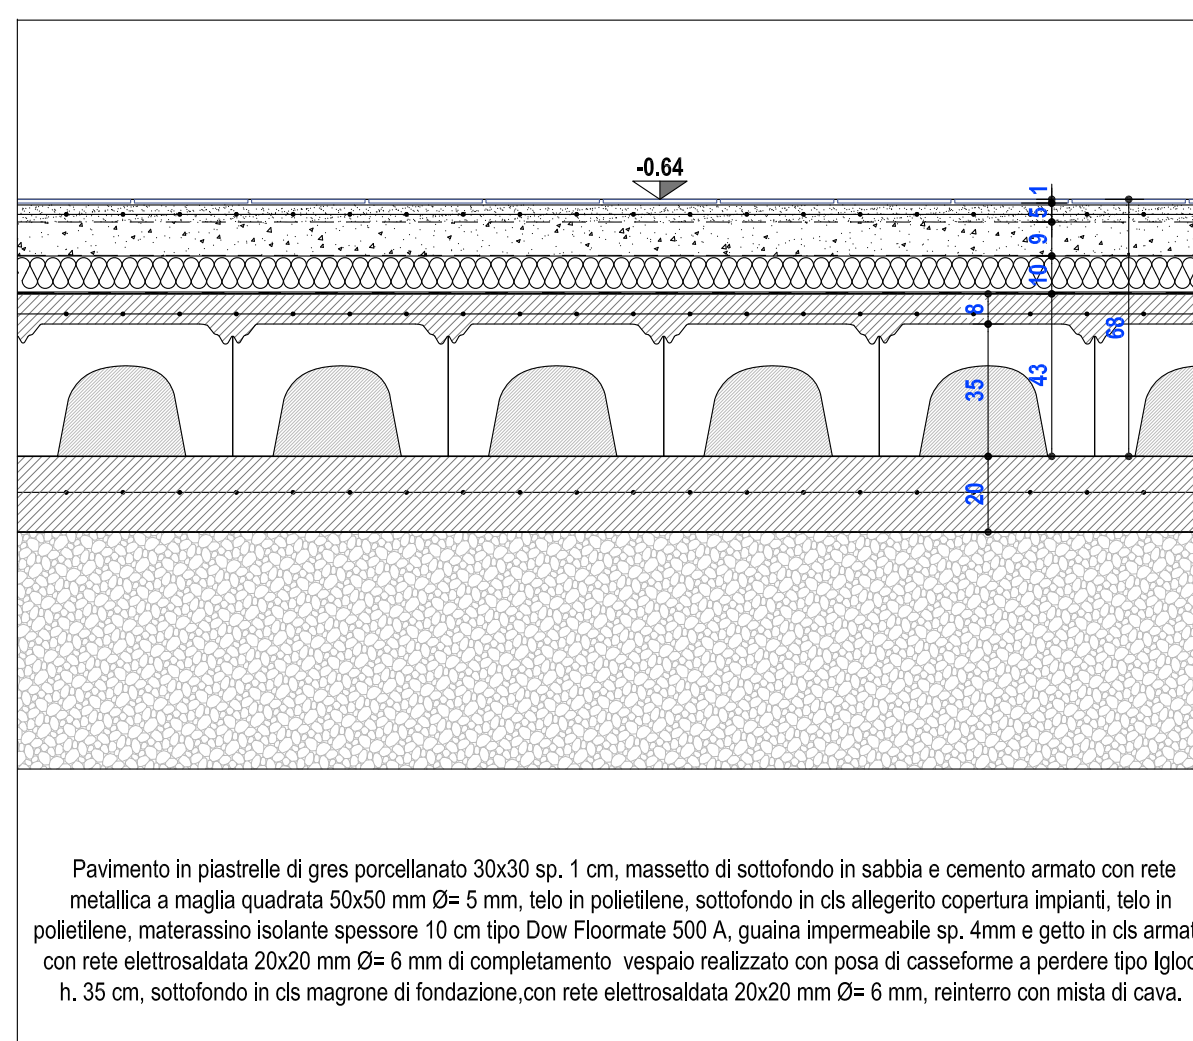 -0.64
1
5
9
10
8
68
43
35
20
Pavimento in piastrelle di gres porcellanato 30x30 sp. 1 cm, massetto di sottofondo in sabbia e cemento armato con rete
metallica a maglia quadrata 50x50 mm Ø= 5 mm, telo in polietilene, sottofondo in cls allegerito copertura impianti, telo in
polietilene, materassino isolante spessore 10 cm tipo Dow Floormate 500 A, guaina impermeabile sp. 4mm e getto in cls armat
con rete elettrosaldata 20x20 mm Ø= 6 mm di completamento vespaio realizzato con posa di casseforme a perdere tipo Igloo
h. 35 cm, sottofondo in cls magrone di fondazione,con rete elettrosaldata 20x20 mm Ø= 6 mm, reinterro con mista di cava.